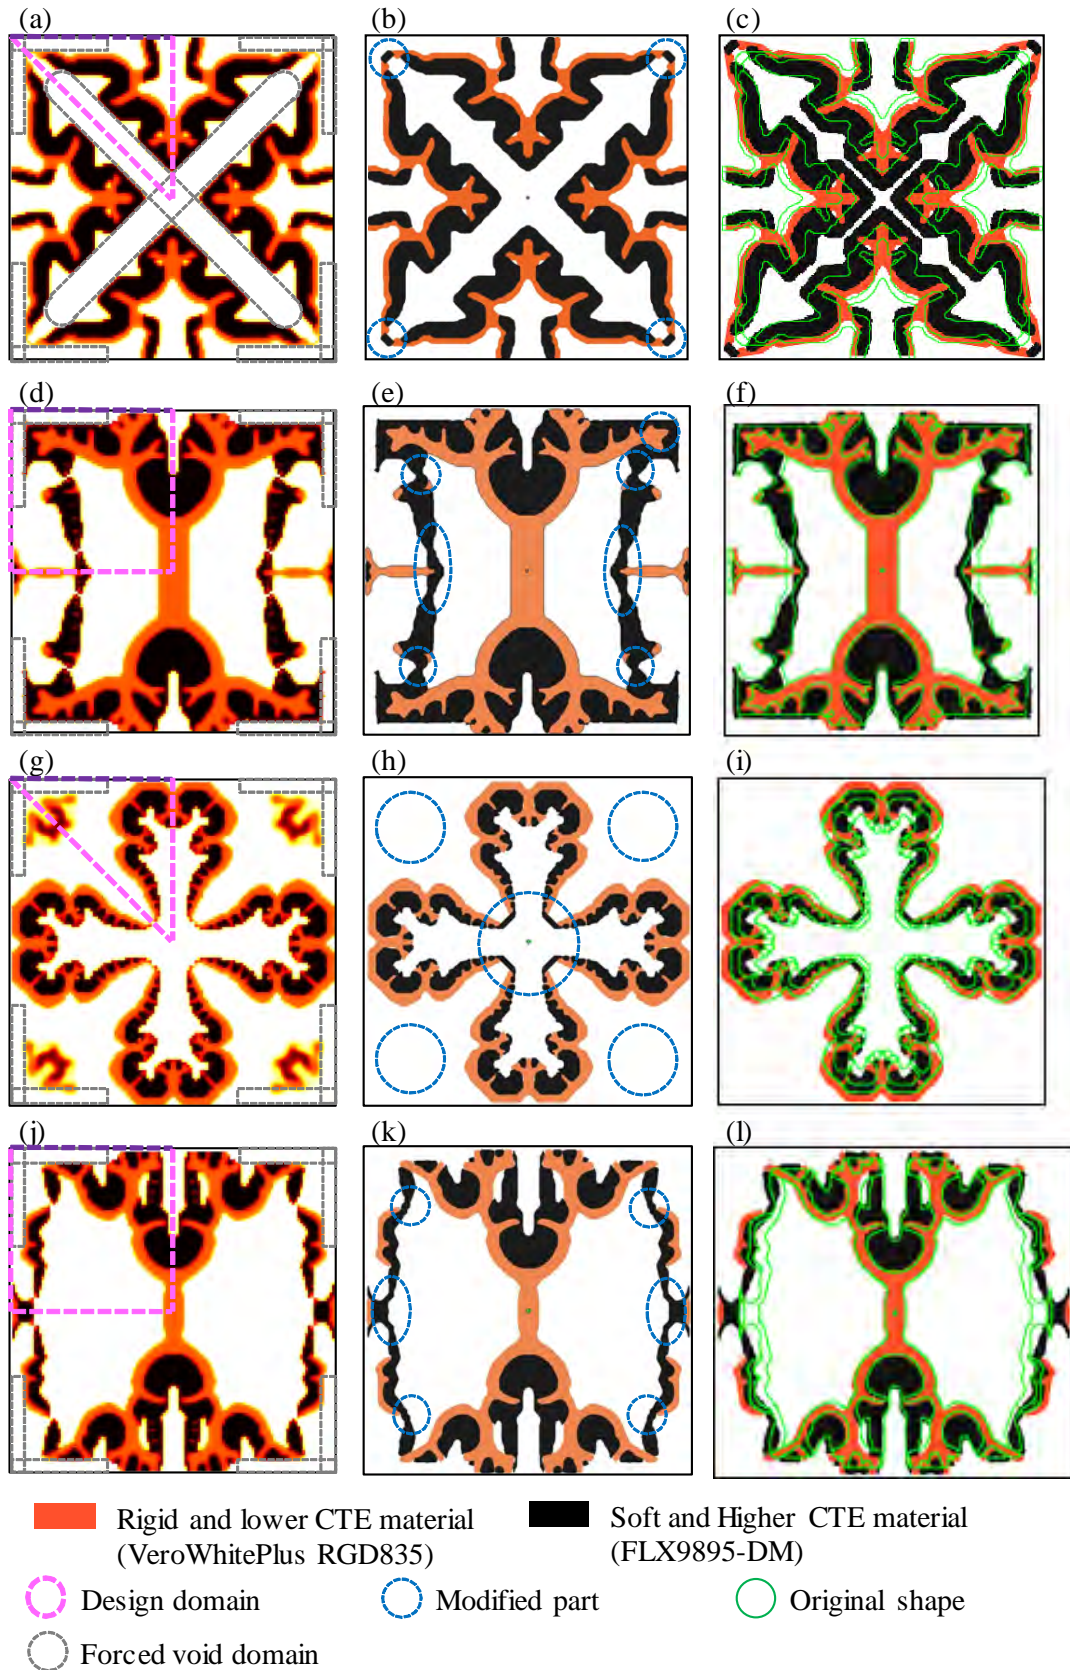 (a) (b) (c)
(d) (e) (f)
(g) (h) (i)
(j) (k) (l)
Rigid and lower CTE material
(VeroWhitePlus RGD835)
Soft and Higher CTE material
(FLX9895-DM)
Design domain
Modified part
Original shape
Forced void domain